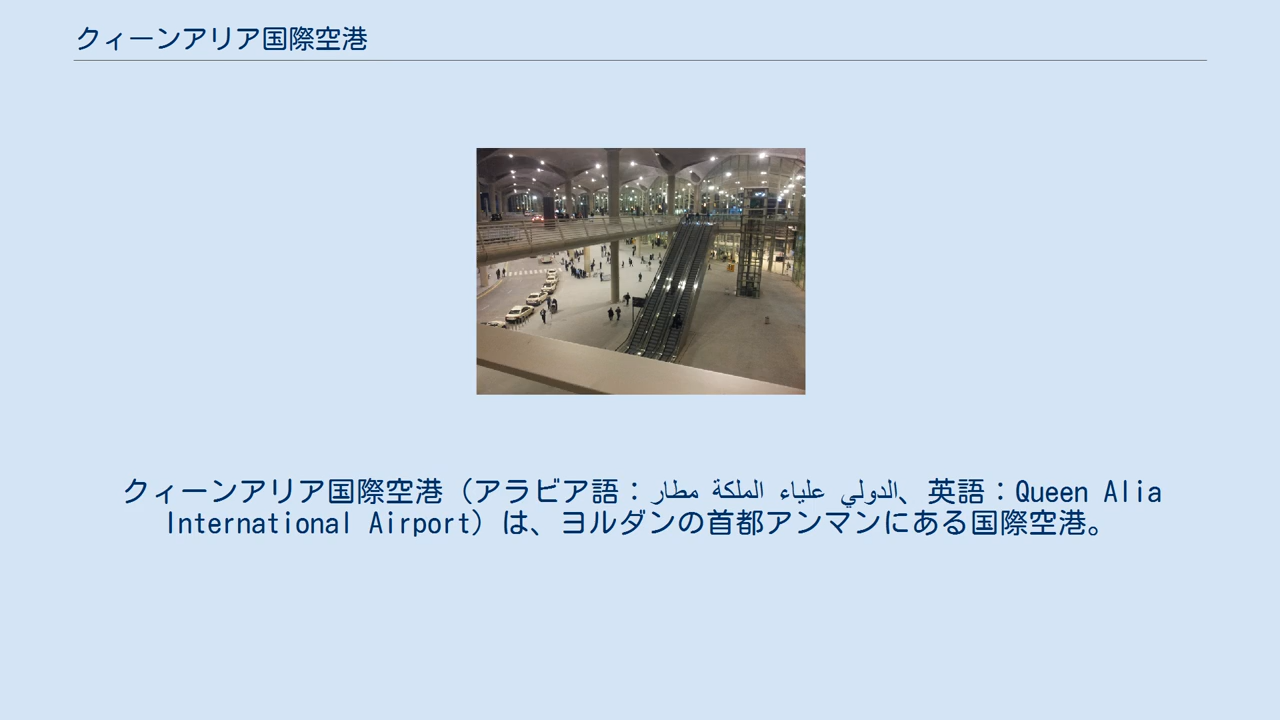 クィーンアリア国際空港
クィーンアリア国際空港（アラビア語：مطار الملكة علياء الدولي、英語：Queen Alia
International Airport）は、ヨルダンの首都アンマンにある国際空港。